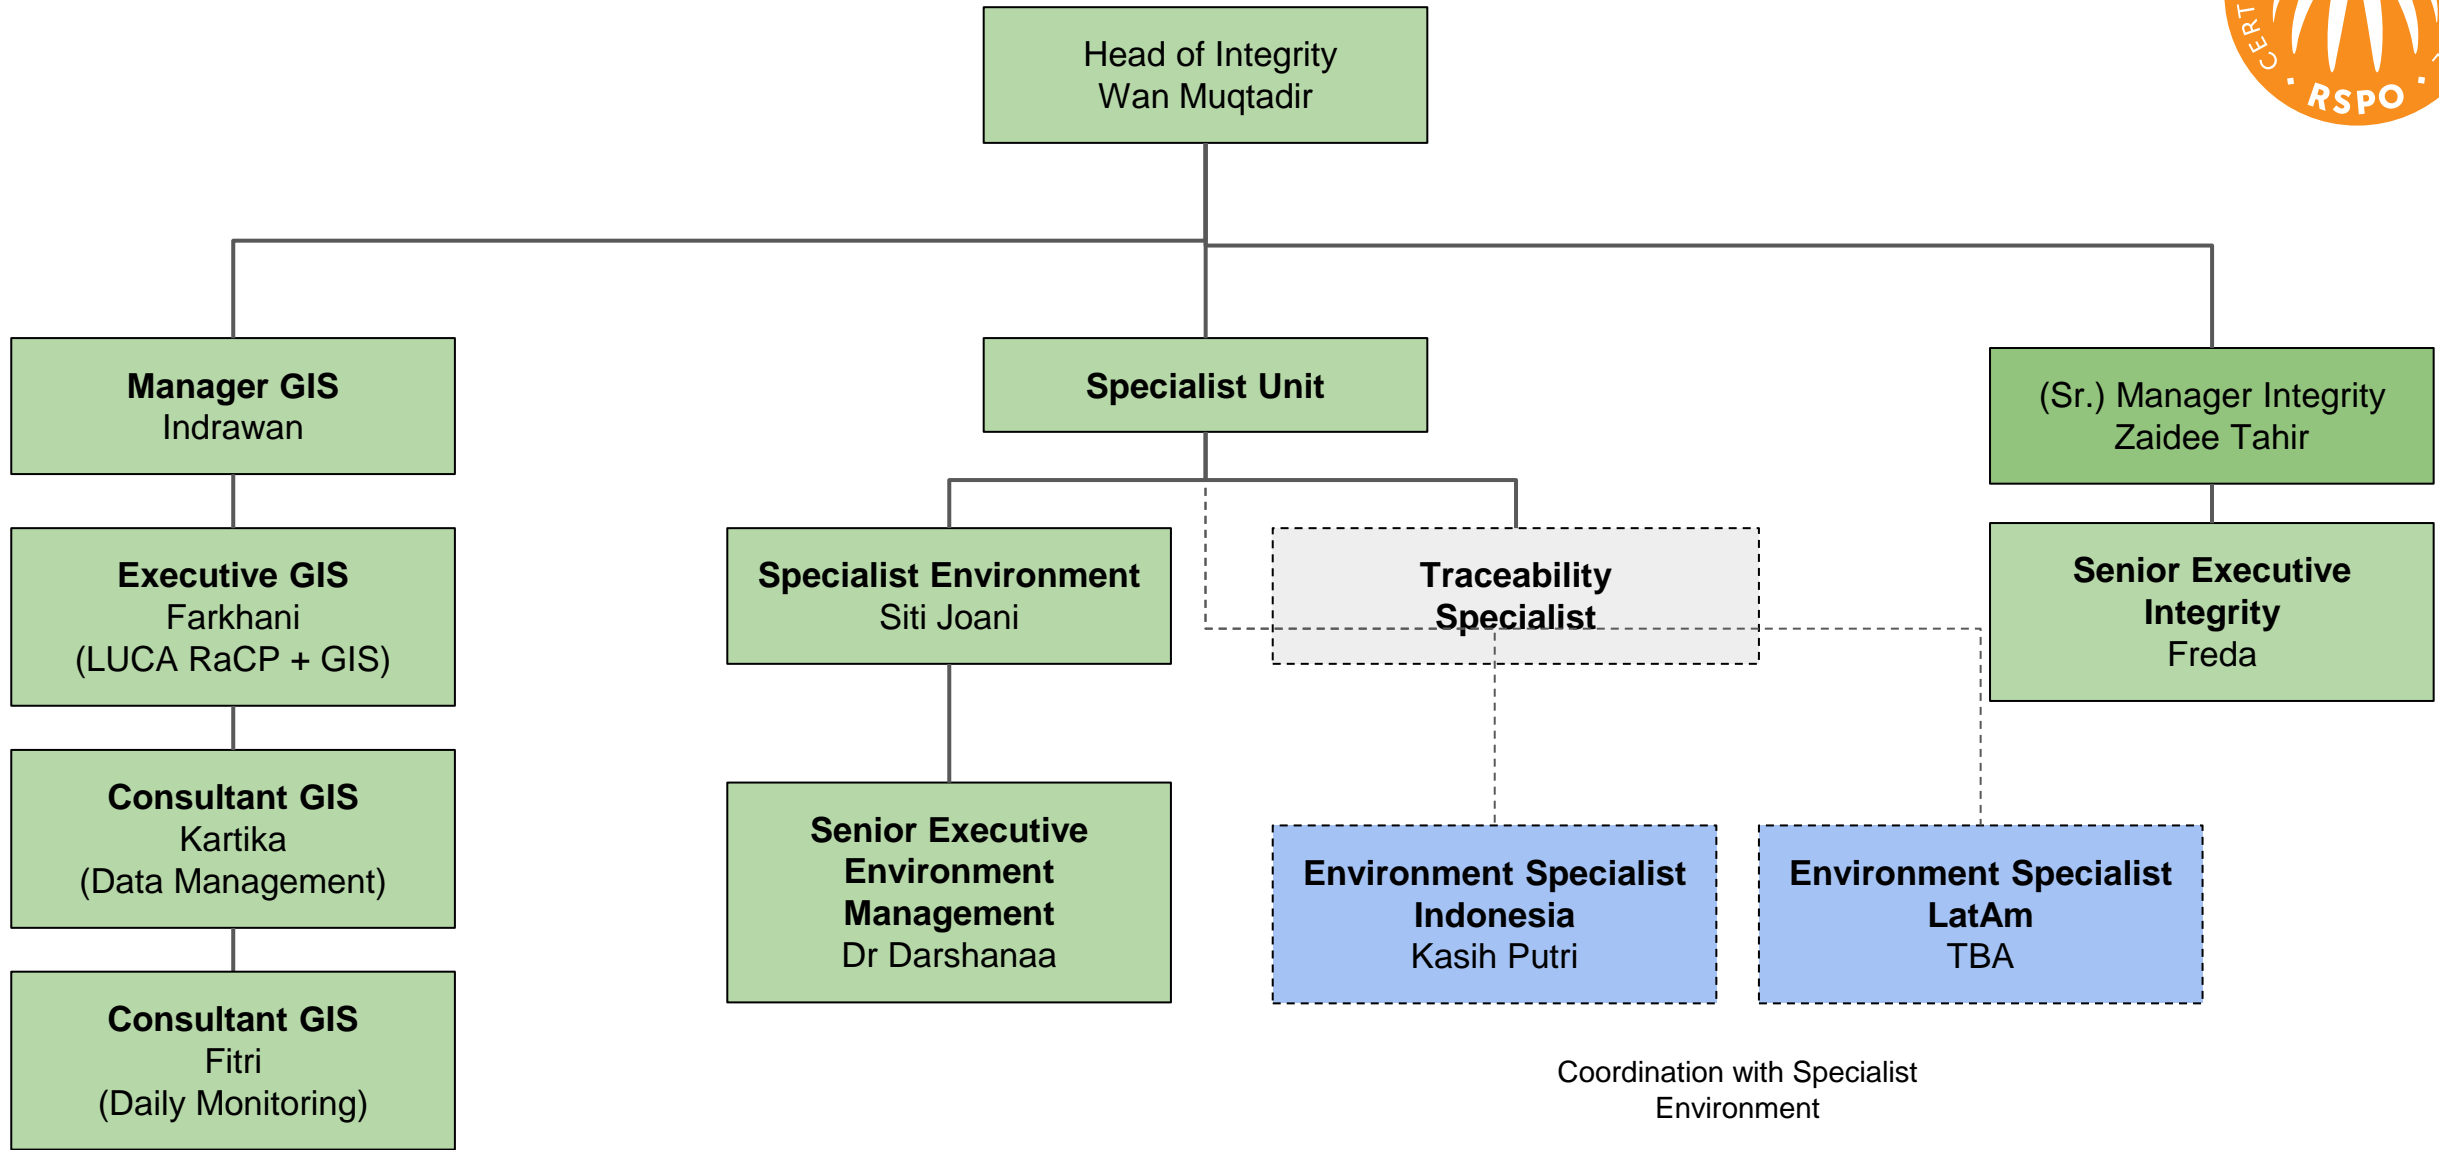 Head of Integrity
Wan Muqtadir
CERT
RSPO
Manager GIS
Indrawan
Specialist Unit
(Sr.) Manager Integrity
Zaidee Tahir
Executive GIS
Farkhani
(LUCA RaCP + GIS)
Specialist Environment
Siti Joani
Traceability
Specialist
Senior Executive
Integrity
Freda
Consultant GIS
Kartika
(Data Management)
Senior Executive
Environment
Management
Dr Darshanaa
Environment Specialist
Indonesia
Kasih Putri
Environment Specialist
LatAm
TBA
Consultant GIS
Fitri
(Daily Monitoring)
Coordination with Specialist
Environment